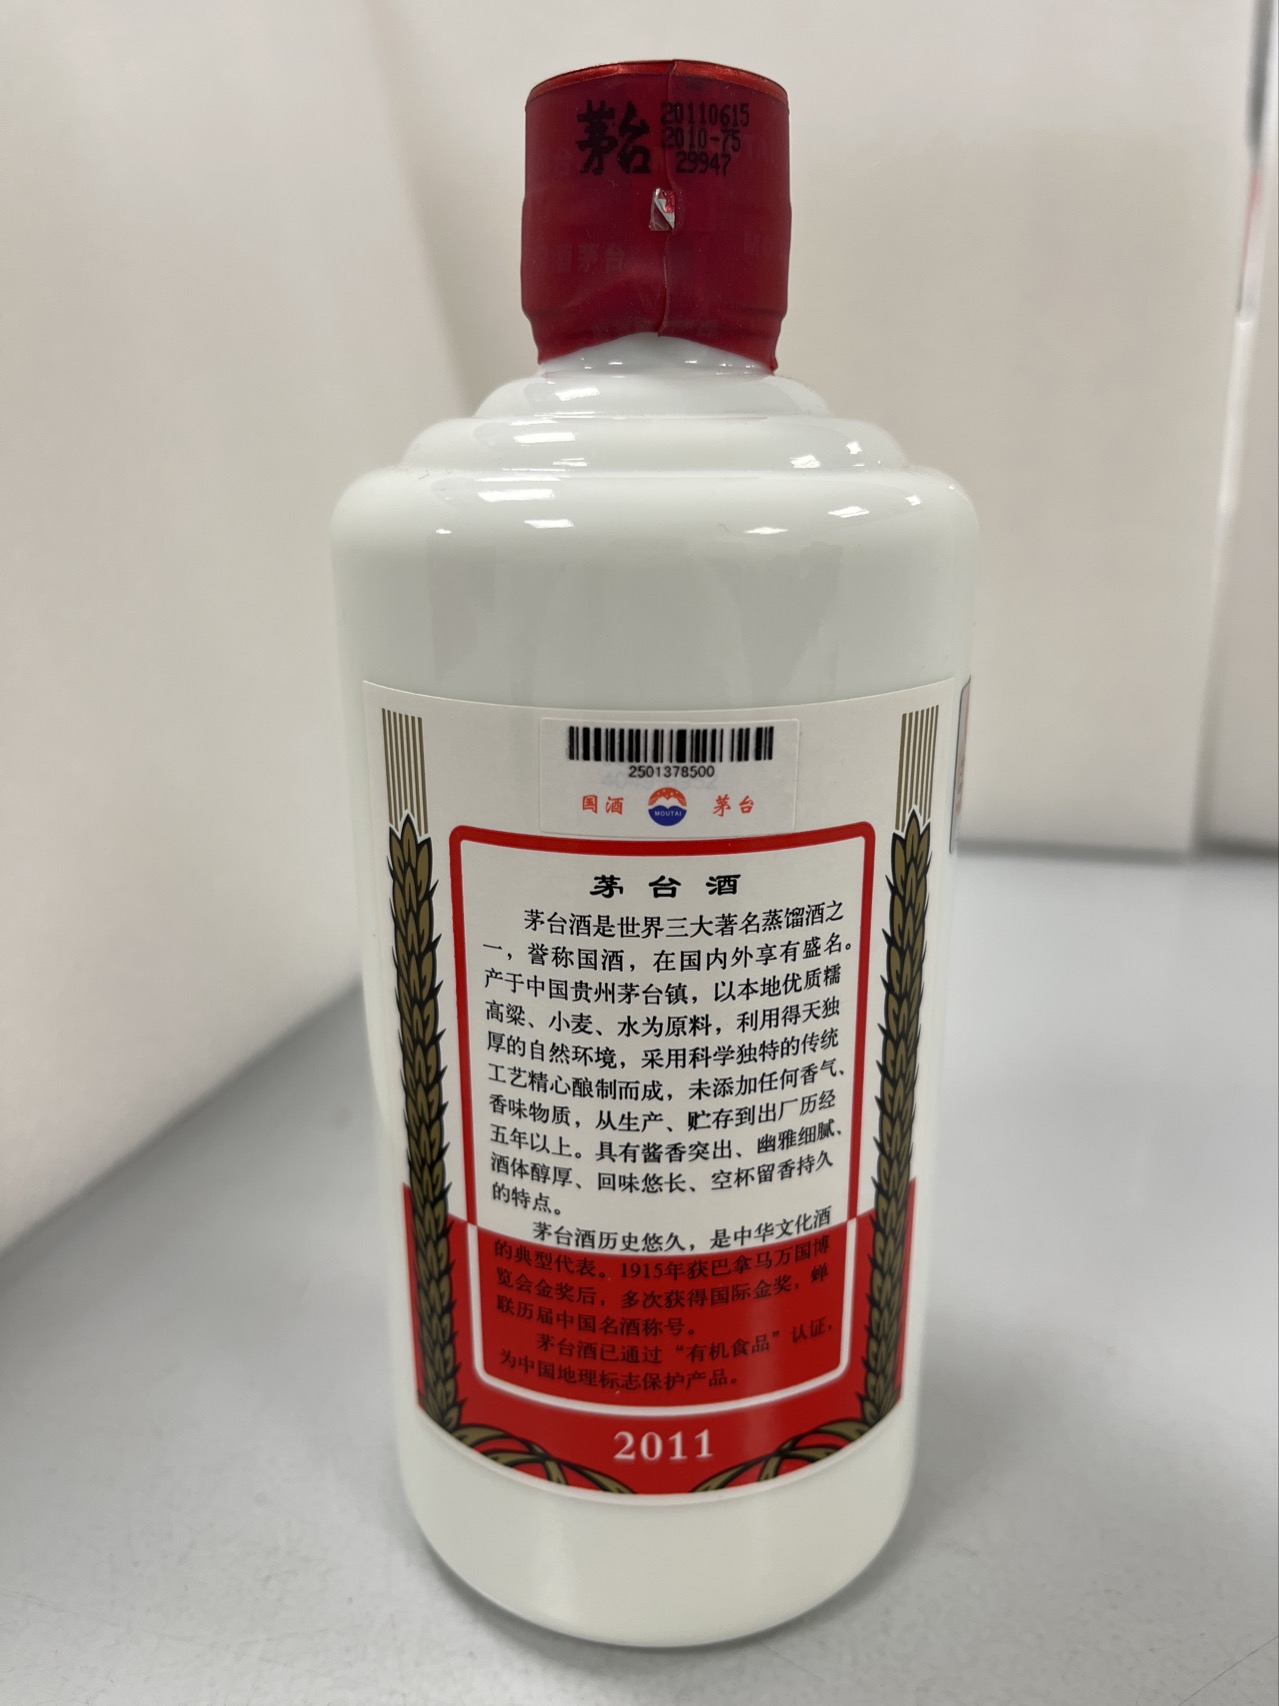 茅台 20110615
2010-75
29947
国酒茅台
2501378500
国酒 MOUTAI 茅台
茅台酒
茅台酒是世界三大著名蒸馏酒之
一，誉称国酒，在国内外享有盛名。
产于中国贵州茅台镇，以本地优质糯
高粱、小麦、水为原料，利用得天独
厚的自然环境，采用科学独特的传统
工艺精心酿制而成，未添加任何香气、
香味物质，从生产、贮存到出厂历经
五年以上。具有酱香突出、幽雅细腻、
酒体醇厚、回味悠长、空杯留香持久
的特点。
茅台酒历史悠久，是中华文化酒
的典型代表。1915年获巴拿马万国博
览会金奖后，多次获得国际金奖，蝉
联历届中国名酒称号。
茅台酒已通过“有机食品”认证，
为中国地理标志保护产品。
2011